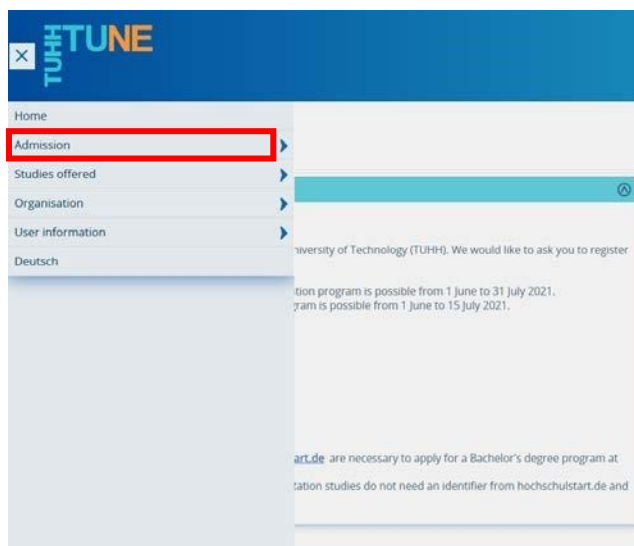 TUHH
TUNE
Home
Admission
Studies offered
Organisation
User information
Deutsch
niversity of Technology (TUHH). We would like to ask you to register
tion program is possible from 1 June to 31 July 2021.
ram is possible from 1 June to 15 July 2021.
art.de are necessary to apply for a Bachelor's degree program at
tation studies do not need an identifier from hochschulstart.de and